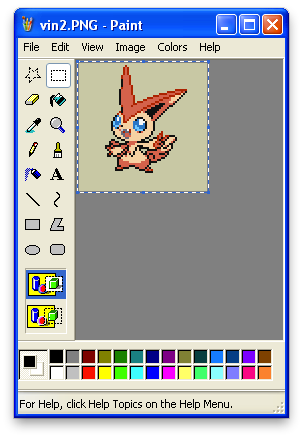 vin2.PNG - Paint
File Edit View Image Colors Help
A
For Help, click Help Topics on the Help Menu.